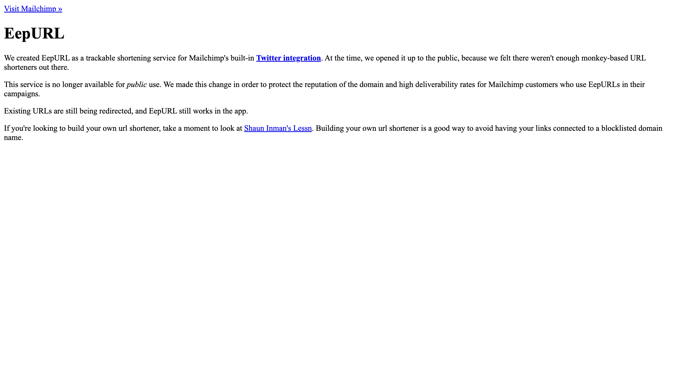 Visit Mailchimp »
EepURL
We created EepURL as a trackable shortening service for Mailchimp's built-in Twitter integration. At the time, we opened it up to the public, because we felt there weren't enough monkey-based URL
shorteners out there.
This service is no longer available for public use. We made this change in order to protect the reputation of the domain and high deliverability rates for Mailchimp customers who use EepURLs in their
campaigns.
Existing URLs are still being redirected, and EepURL still works in the app.
If you're looking to build your own url shortener, take a moment to look at Shaun Inman's Lessn. Building your own url shortener is a good way to avoid having your links connected to a blocklisted domain
name.